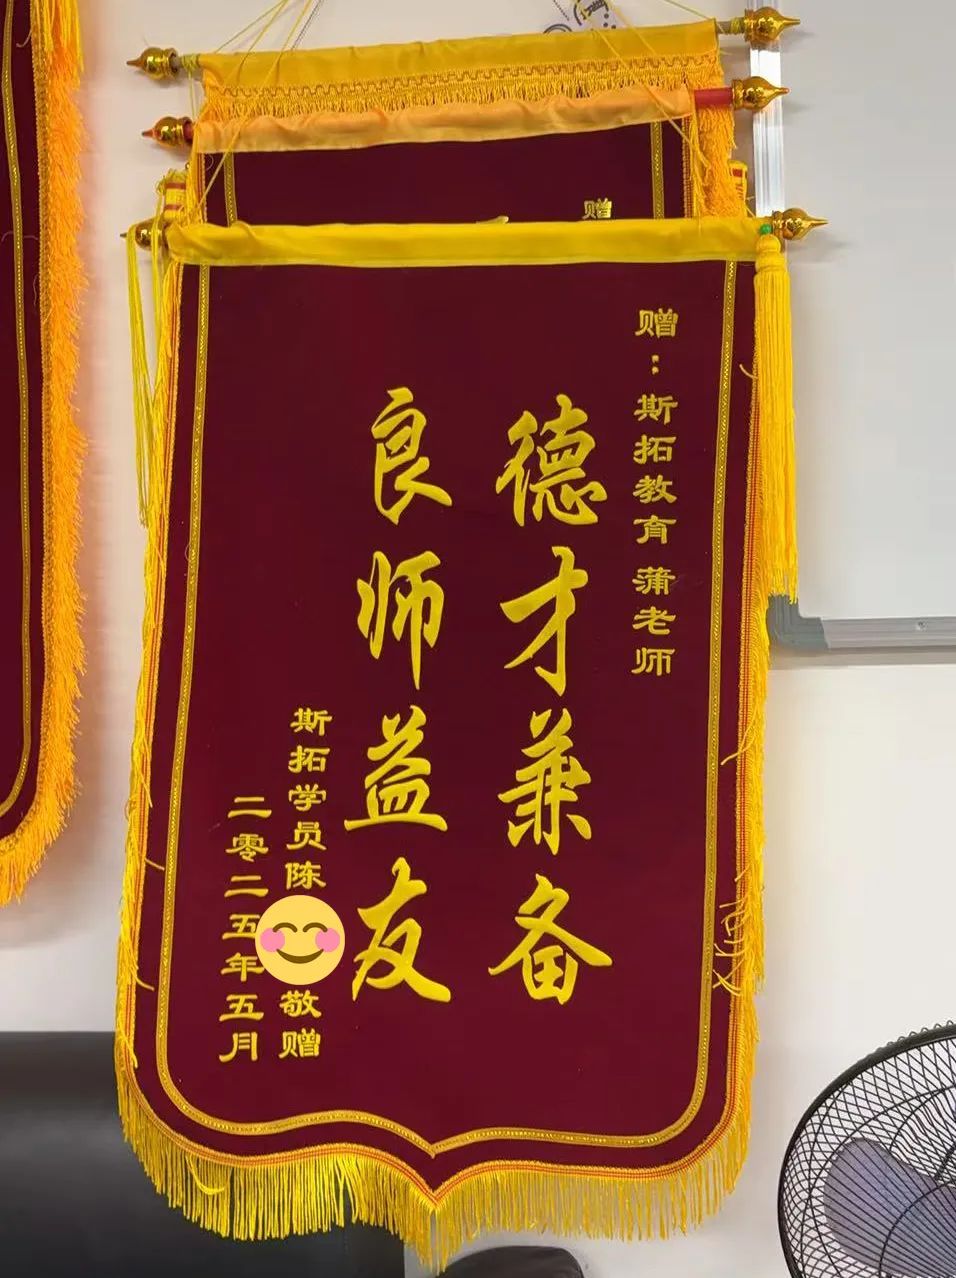 赠
赠：斯拓教育 蒲老师
德才兼备
良师益友
斯拓学员陈
敬赠
二零二五年五月